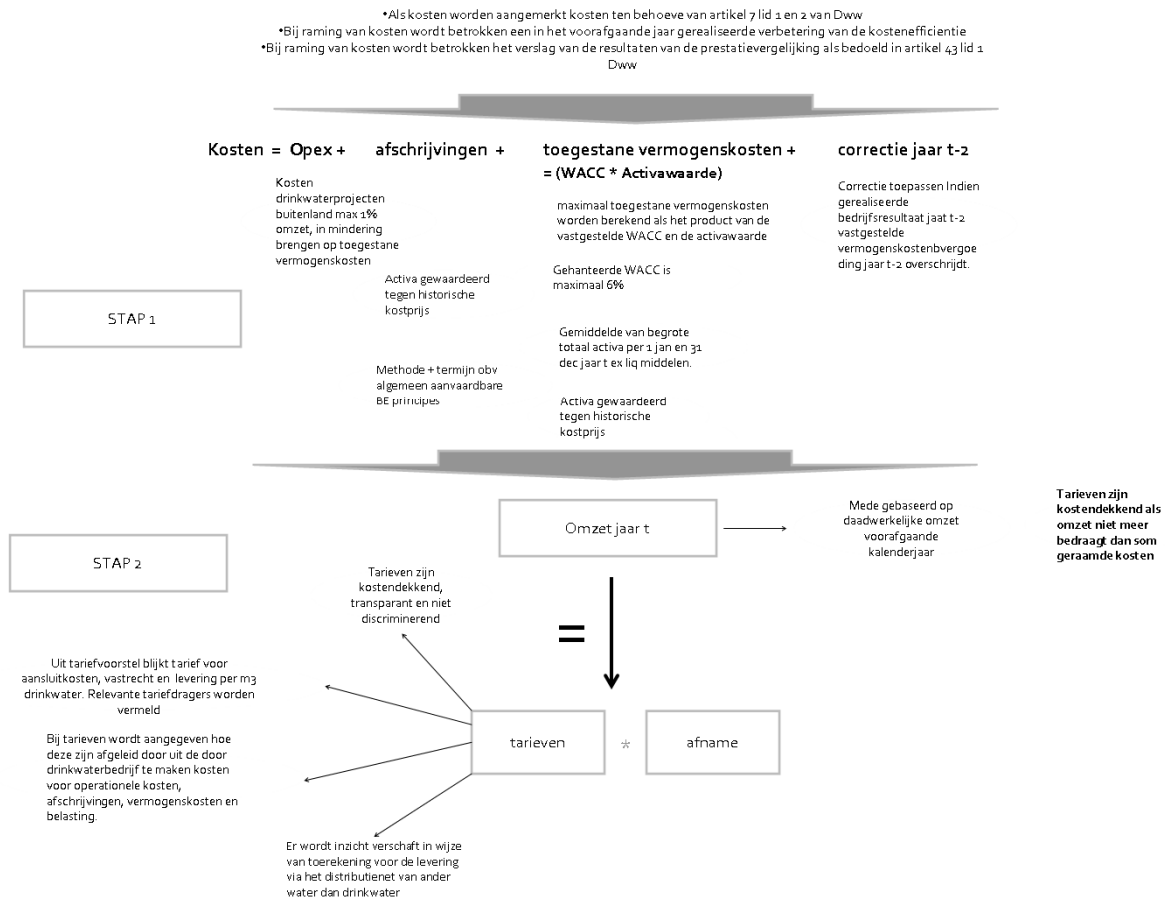 •Als kosten worden aangemerkt kosten ten behoeve van artikel 7 lid 1 en 2 van Dww
•Bij raming van kosten wordt betrokken een in het voorafgaande jaar gerealiseerde verbetering van de kostenefficientie
•Bij raming van kosten wordt betrokken het verslag van de resultaten van de prestatievergelijking als bedoeld in artikel 43 lid 1
Dww
Kosten = Opex + afschrijvingen + toegestane vermogenskosten + correctie jaar t-2
= (WACC * Activawaarde)
Kosten
drinkwaterprojecten
buitenland max 1%
omzet, in mindering
brengen op toegestane
vermogenskosten
Activa gewaardeerd
tegen historische
kostprijs
Methode + termijn obv
algemeen aanvaardbare
BE principes
maximaal toegestane vermogenskosten
worden berekend als het product van de
vastgestelde WACC en de activawaarde
Gehanteerde WACC is
maximaal 6%
Gemiddelde van begrote
totaal activa per 1 jan en 31
dec jaar t ex liq middelen.
Activa gewaardeerd
tegen historische
kostprijs
Correctie toepassen Indien
gerealiseerde
bedrijfsresultaat jaat t-2
vastgestelde
vermogenskostenbvergoe
ding jaar t-2 overschrijdt.
STAP 1
STAP 2
Omzet jaar t
Mede gebaseerd op
daadwerkelijke omzet
voorafgaande
kalenderjaar
Tarieven zijn
kostendekkend als
omzet niet meer
bedraagt dan som
geraamde kosten
Tarieven zijn
kostendekkend,
transparant en niet
discriminerend
=
Uit tariefvoorstel blijkt tarief voor
aansluitkosten, vastrecht en levering per m3
drinkwater. Relevante tariefdragers worden
vermeld
Bij tarieven wordt aangegeven hoe
deze zijn afgeleid door uit de door
drinkwaterbedrijf te maken kosten
voor operationele kosten,
afschrijvingen, vermogenskosten en
belasting.
tarieven * afname
Er wordt inzicht verschaft in wijze
van toerekening voor de levering
via het distributienet van ander
water dan drinkwater